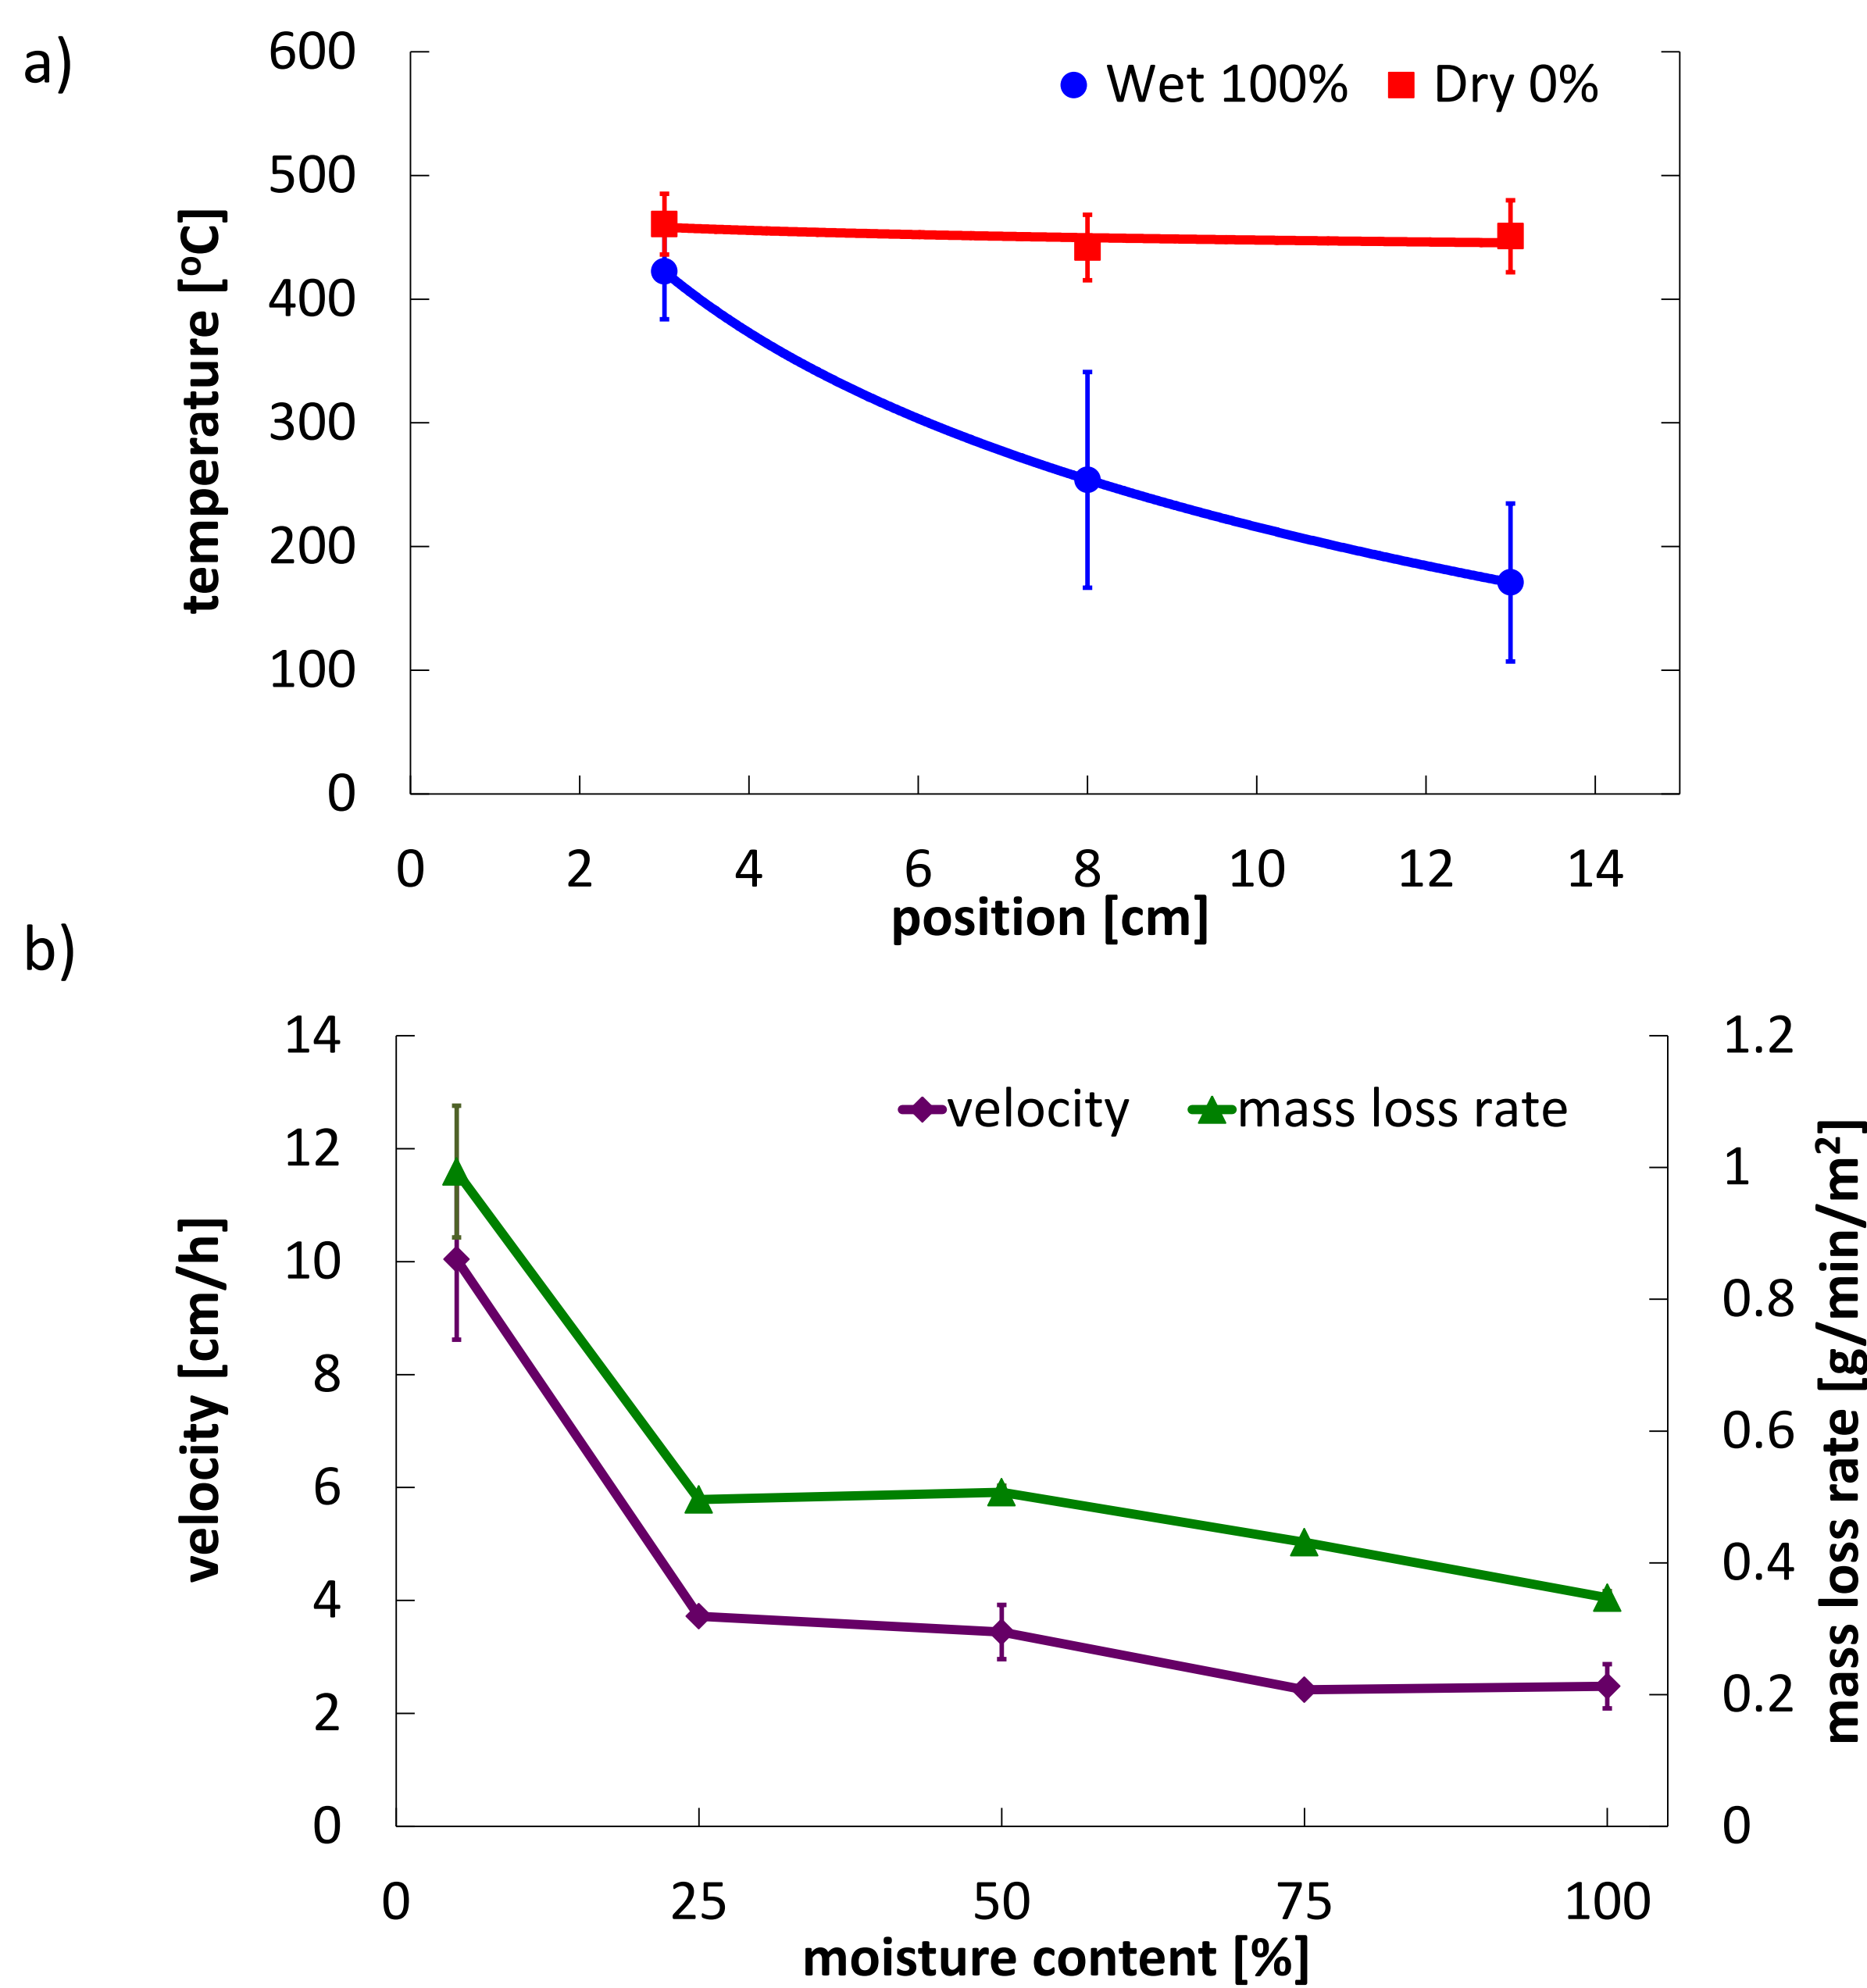 a)
600
500
400
300
200
100
0
temperature [ºC]
Wet 100% Dry 0%
0 2 4 6 8 10 12 14
position [cm]
b)
14
12
10
8
6
4
2
0
velocity [cm/h]
velocity mass loss rate
1.2
1
0.8
0.6
0.4
0.2
0
mass loss rate [g/min/m²]
0 25 50 75 100
moisture content [%]